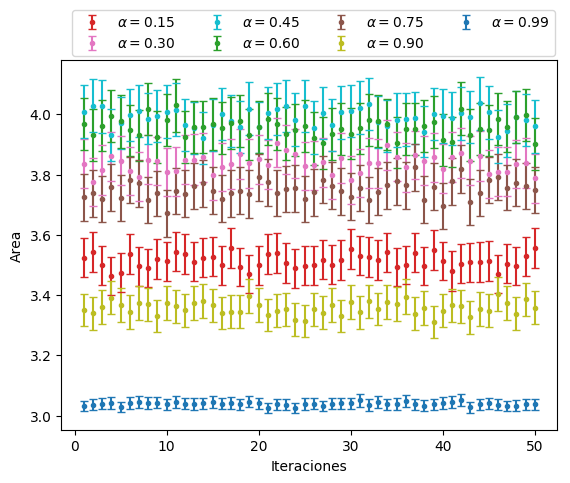 α = 0.15 α = 0.45 α = 0.75 α = 0.99
α = 0.30 α = 0.60 α = 0.90
4.0
3.8
3.6
3.4
3.2
3.0
Area
0 10 20 30 40 50
Iteraciones